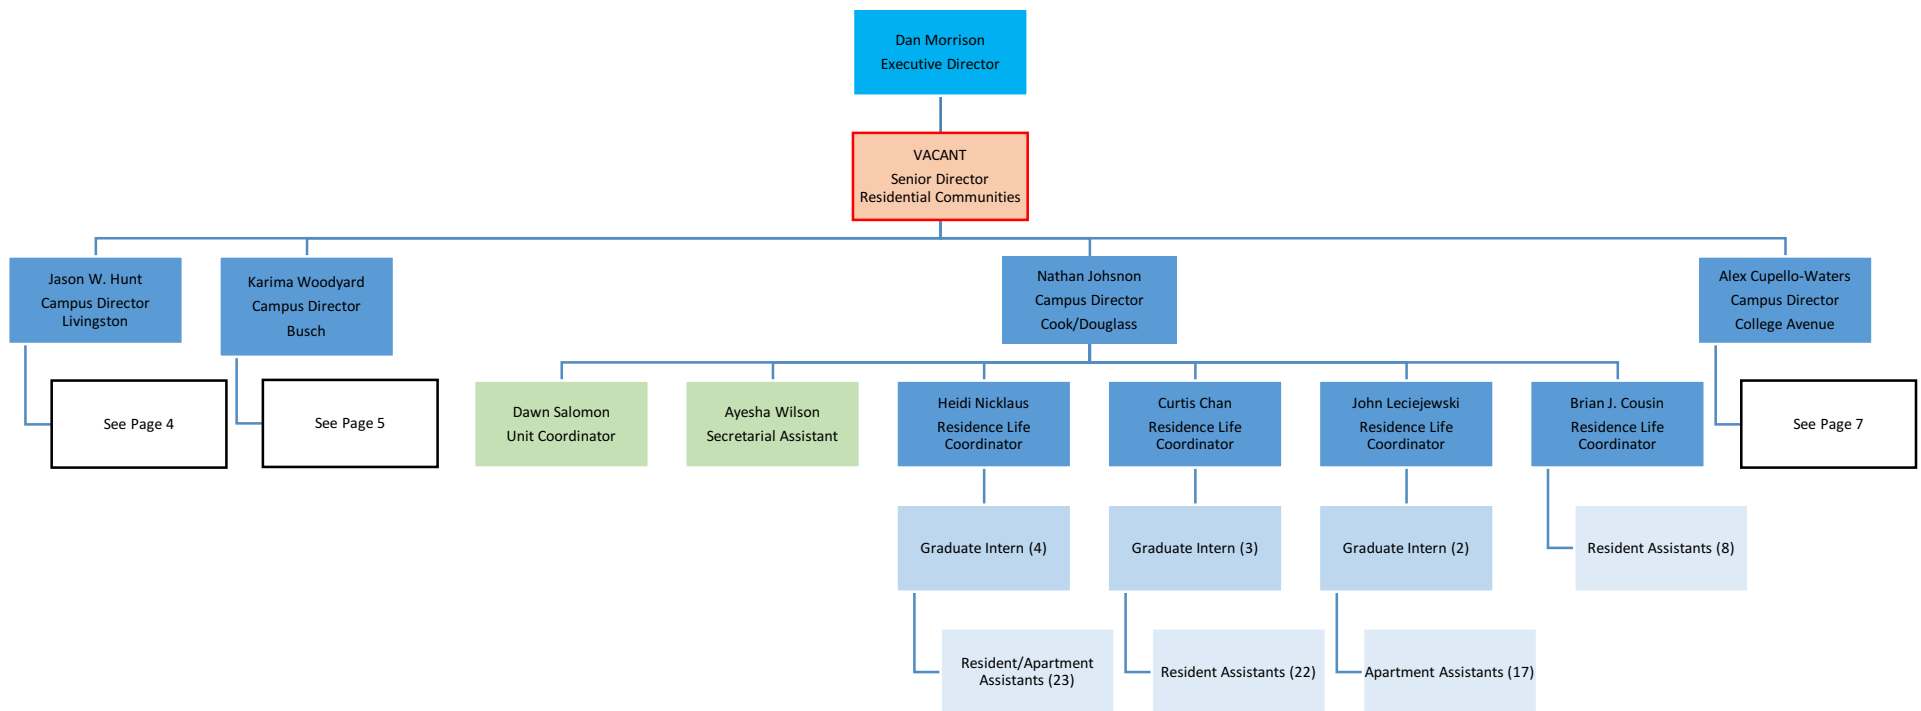 Dan Morrison
Executive Director
VACANT
Senior Director
Residential Communities
Jason W. Hunt
Campus Director
Livingston
Karima Woodyard
Campus Director
Busch
Nathan Johsnon
Campus Director
Cook/Douglass
Alex Cupello-Waters
Campus Director
College Avenue
See Page 4
See Page 5
Dawn Salomon
Unit Coordinator
Ayesha Wilson
Secretarial Assistant
Heidi Nicklaus
Residence Life
Coordinator
Curtis Chan
Residence Life
Coordinator
John Leciejewski
Residence Life
Coordinator
Brian J. Cousin
Residence Life
Coordinator
See Page 7
Graduate Intern (4)
Graduate Intern (3)
Graduate Intern (2)
Resident Assistants (8)
Resident/Apartment
Assistants (23)
Resident Assistants (22)
Apartment Assistants (17)